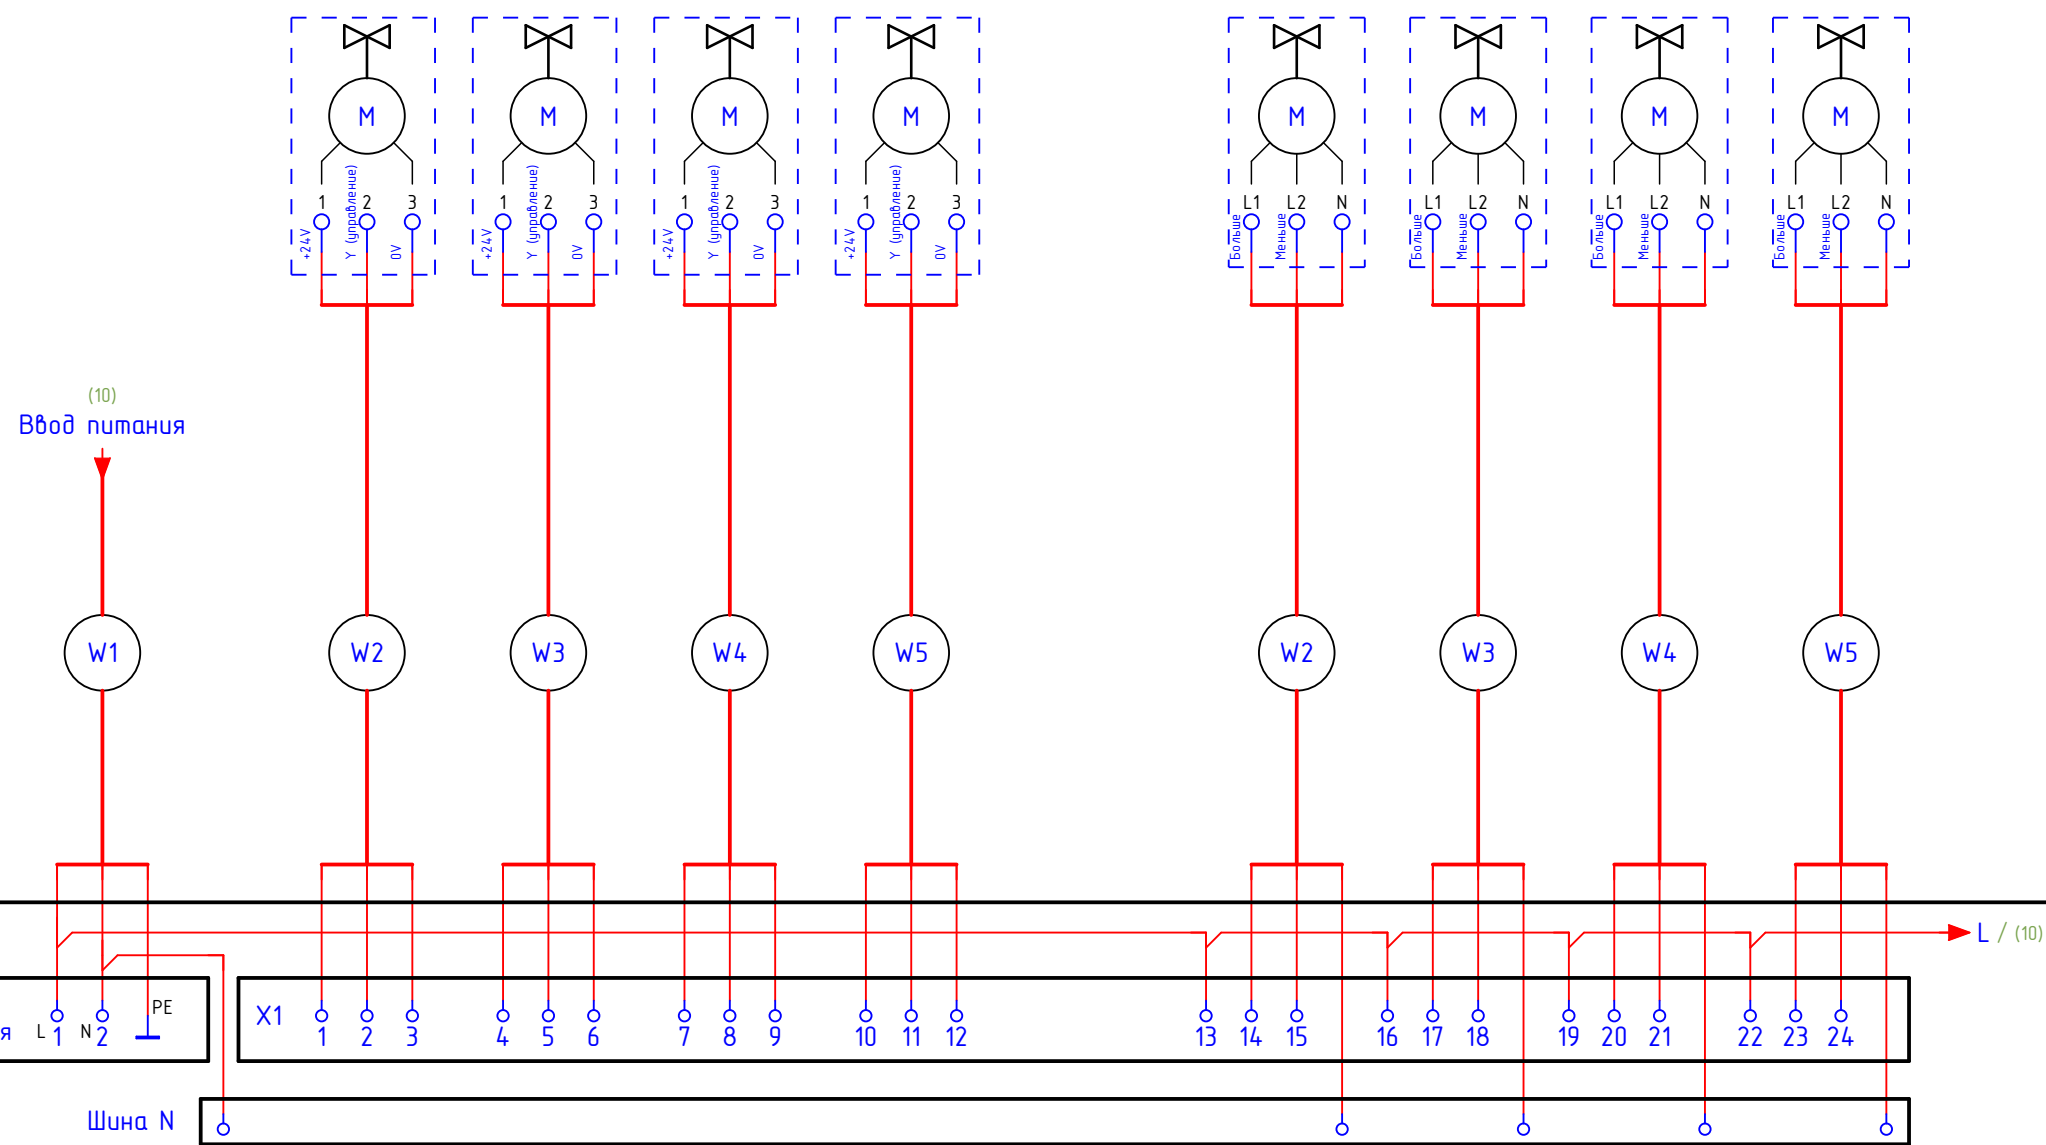 M M M M M M M M
1 2 3 1 2 3 1 2 3 1 2 3 L1 L2 N L1 L2 N L1 L2 N L1 L2 N
+24V Y (управление) 0V +24V Y (управление) 0V +24V Y (управление) 0V +24V Y (управление) 0V Больше Меньше Больше Меньше Больше Меньше Больше Меньше
(10)
Ввод питания
W1 W2 W3 W4 W5 W2 W3 W4 W5
L / (10)
я L 1 N 2 PE
X1 1 2 3 4 5 6 7 8 9 10 11 12 13 14 15 16 17 18 19 20 21 22 23 24
Шина N